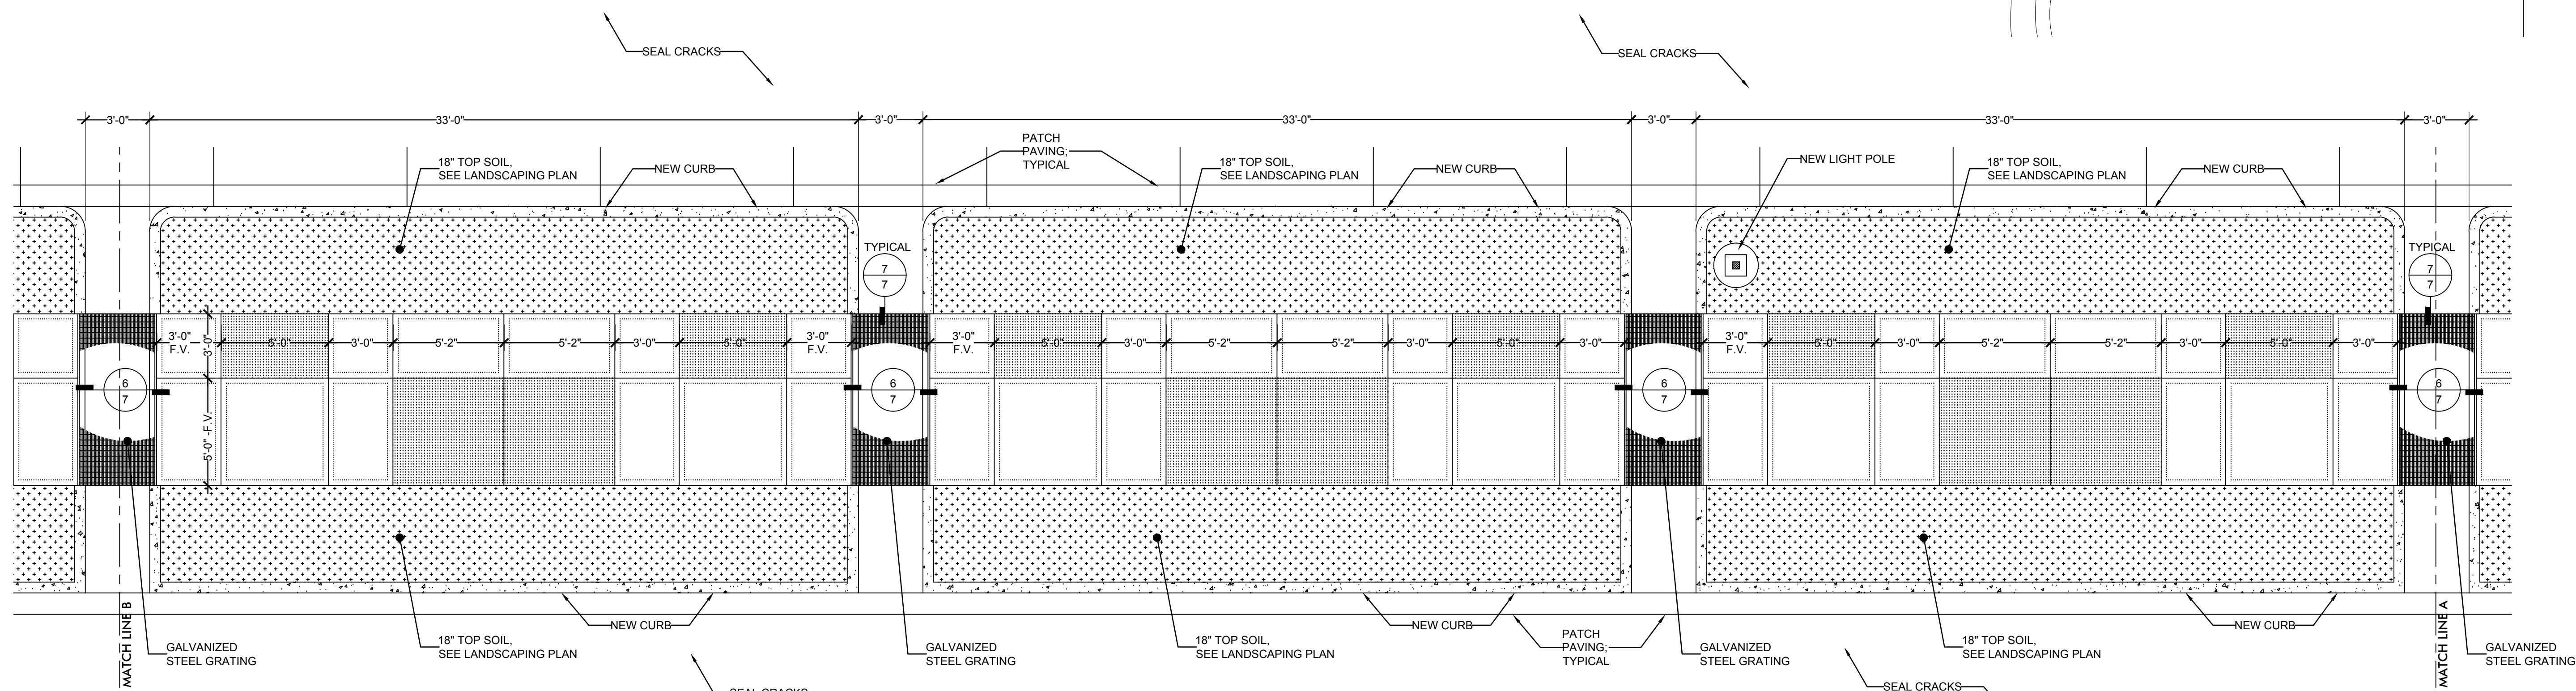 SEAL CRACKS
SEAL CRACKS
3'-0"
33'-0"
3'-0"
33'-0"
3'-0"
33'-0"
3'-0"
PATCH
PAVING;
TYPICAL
18" TOP SOIL,
SEE LANDSCAPING PLAN
NEW CURB
18" TOP SOIL,
SEE LANDSCAPING PLAN
NEW CURB
NEW LIGHT POLE
18" TOP SOIL,
SEE LANDSCAPING PLAN
NEW CURB
TYPICAL
7
7
TYPICAL
7
7
3'-0"
F.V.
3'-0"
5'-0"
3'-0"
5'-2"
5'-2"
3'-0"
5'-0"
3'-0"
F.V.
3'-0"
F.V.
5'-0"
3'-0"
5'-2"
5'-2"
3'-0"
5'-0"
3'-0"
3'-0"
F.V.
5'-0"
3'-0"
5'-2"
5'-2"
3'-0"
5'-0"
3'-0"
6
7
5'-0" F.V.
6
7
6
7
6
7
MATCH LINE B
GALVANIZED
STEEL GRATING
18" TOP SOIL,
SEE LANDSCAPING PLAN
NEW CURB
GALVANIZED
STEEL GRATING
18" TOP SOIL,
SEE LANDSCAPING PLAN
NEW CURB
PATCH
PAVING;
TYPICAL
GALVANIZED
STEEL GRATING
18" TOP SOIL,
SEE LANDSCAPING PLAN
NEW CURB
MATCH LINE A
GALVANIZED
STEEL GRATING
SEAL CRACKS
SEAL CRACKS